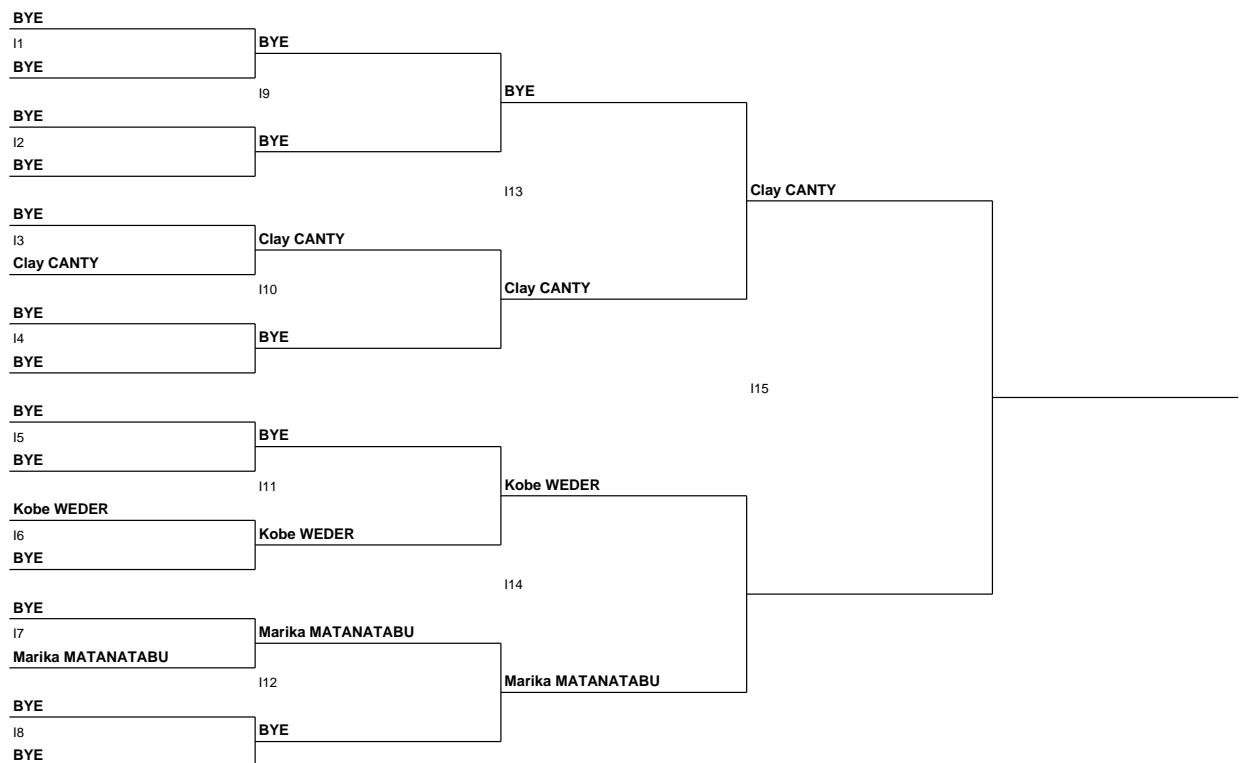 BYE
I1
BYE
BYE
I9
BYE
BYE
I2
BYE
BYE
I13
Clay CANTY
BYE
I3
Clay CANTY
Clay CANTY
I10
Clay CANTY
BYE
I4
BYE
BYE
I15
BYE
I5
BYE
BYE
I11
Kobe WEDER
Kobe WEDER
I6
Kobe WEDER
BYE
I14
BYE
I7
Marika MATANATABU
Marika MATANATABU
I12
Marika MATANATABU
BYE
I8
BYE
BYE